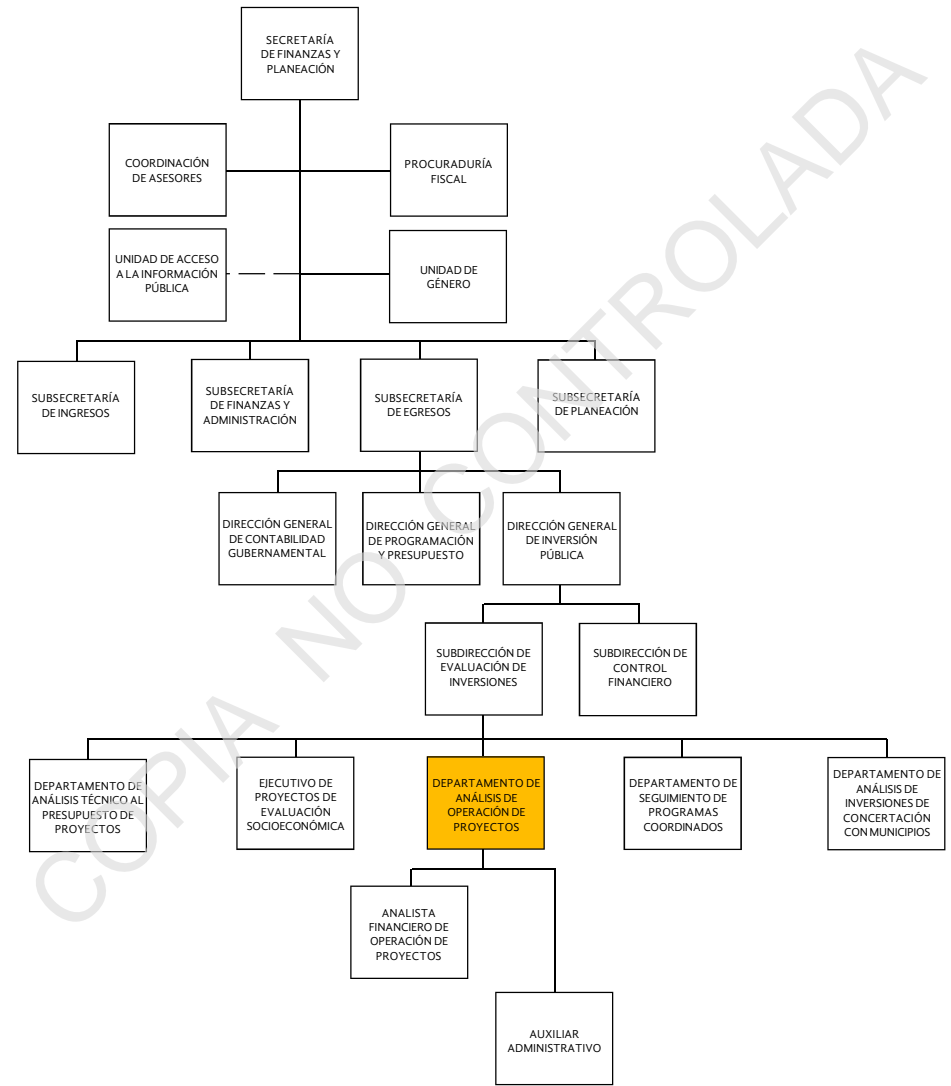 SECRETARÍA
DE FINANZAS Y
PLANEACIÓN
COORDINACIÓN
DE ASESORES
PROCURADURÍA
FISCAL
UNIDAD DE ACCESO
A LA INFORMACIÓN
PÚBLICA
UNIDAD DE
GÉNERO
SUBSECRETARÍA
DE INGRESOS
SUBSECRETARÍA
DE FINANZAS Y
ADMINISTRACIÓN
SUBSECRETARÍA
DE EGRESOS
SUBSECRETARÍA
DE PLANEACIÓN
DIRECCIÓN GENERAL
DE CONTABILIDAD
GUBERNAMENTAL
DIRECCIÓN GENERAL
DE PROGRAMACIÓN
Y PRESUPUESTO
DIRECCIÓN GENERAL
DE INVERSIÓN
PÚBLICA
SUBDIRECCIÓN DE
EVALUACIÓN DE
INVERSIONES
SUBDIRECCIÓN DE
CONTROL
FINANCIERO
DEPARTAMENTO DE
ANÁLISIS TÉCNICO AL
PRESUPUESTO DE
PROYECTOS
EJECUTIVO DE
PROYECTOS DE
EVALUACIÓN
SOCIOECONÓMICA
DEPARTAMENTO DE
ANÁLISIS DE
OPERACIÓN DE
PROYECTOS
DEPARTAMENTO DE
SEGUIMIENTO DE
PROGRAMAS
COORDINADOS
DEPARTAMENTO DE
ANÁLISIS DE
INVERSIONES DE
CONCERTACIÓN
CON MUNICIPIOS
ANALISTA
FINANCIERO DE
OPERACIÓN DE
PROYECTOS
AUXILIAR
ADMINISTRATIVO
COPIA NO CONTROLADA